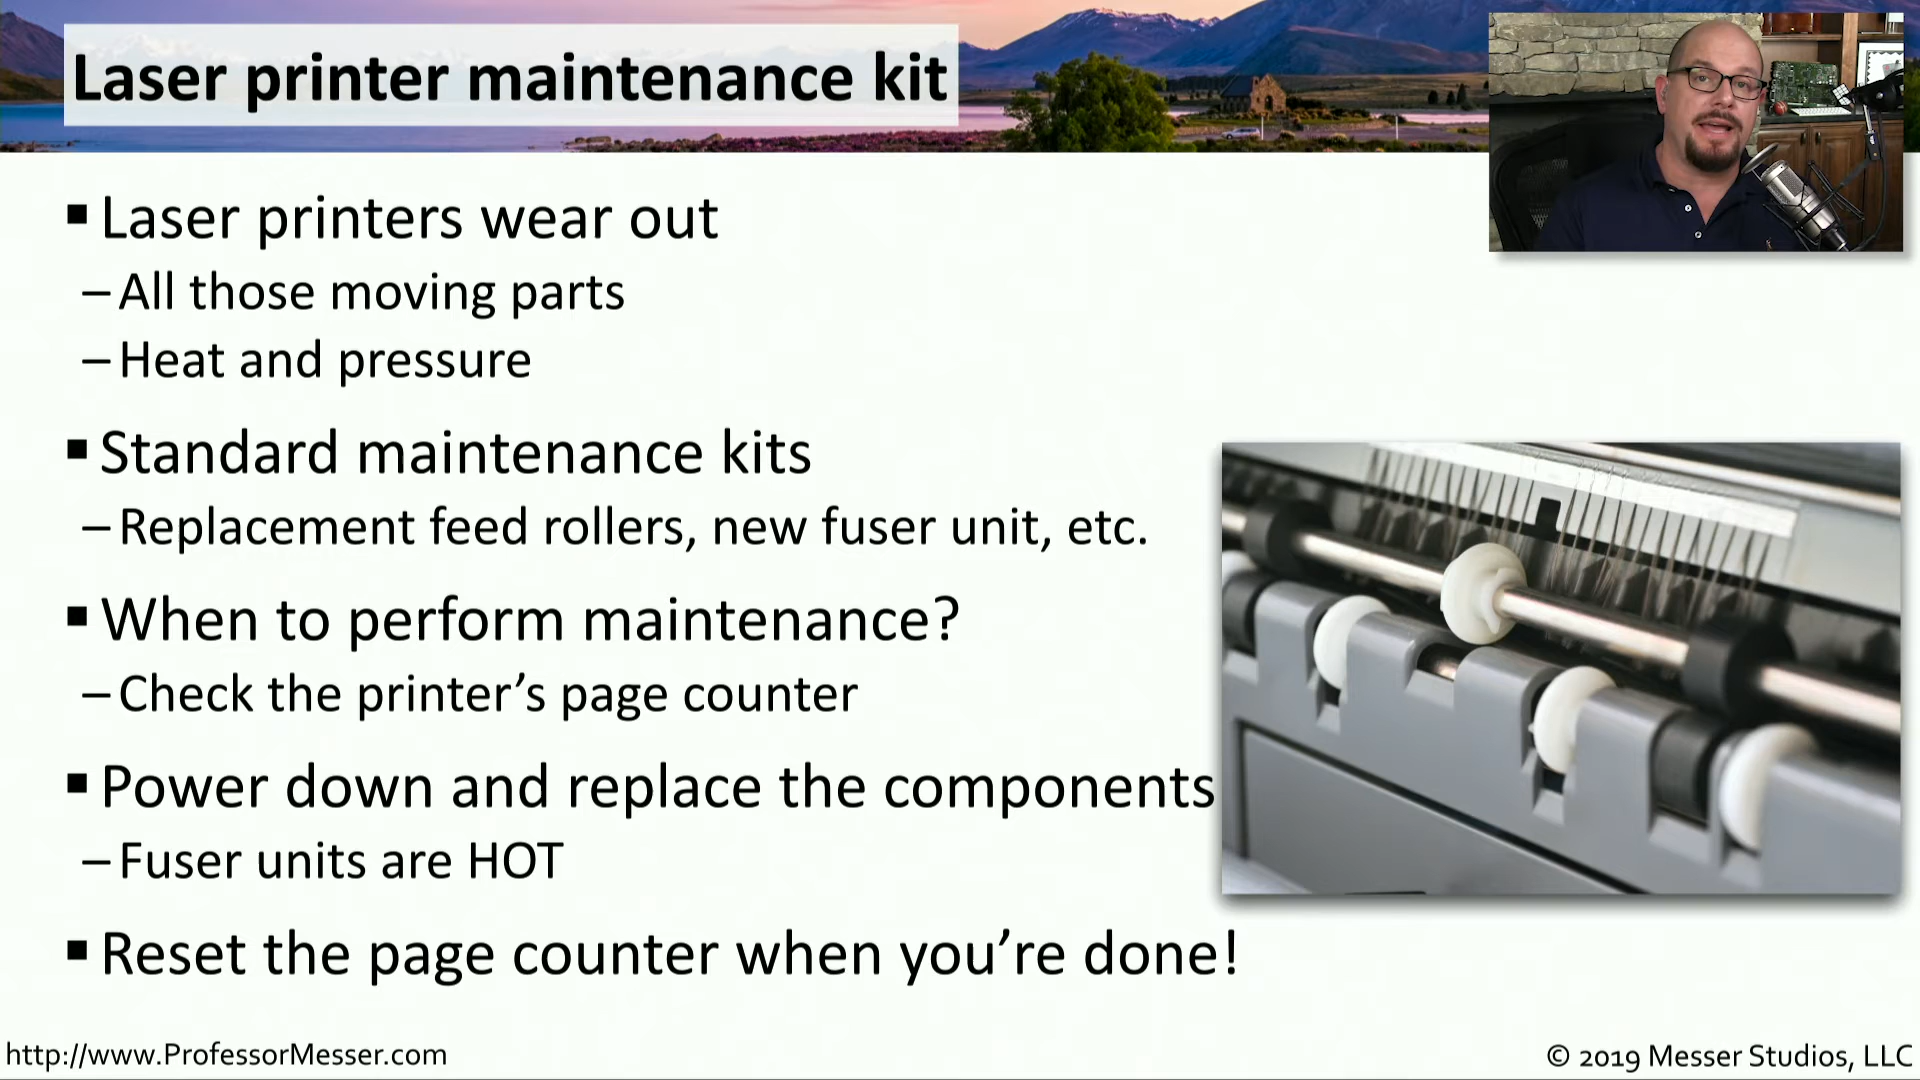 Laser printer maintenance kit
▪ Laser printers wear out
– All those moving parts
– Heat and pressure
▪ Standard maintenance kits
– Replacement feed rollers, new fuser unit, etc.
▪ When to perform maintenance?
– Check the printer’s page counter
▪ Power down and replace the components
– Fuser units are HOT
▪ Reset the page counter when you’re done!
http://www.ProfessorMesser.com
© 2019 Messer Studios, LLC